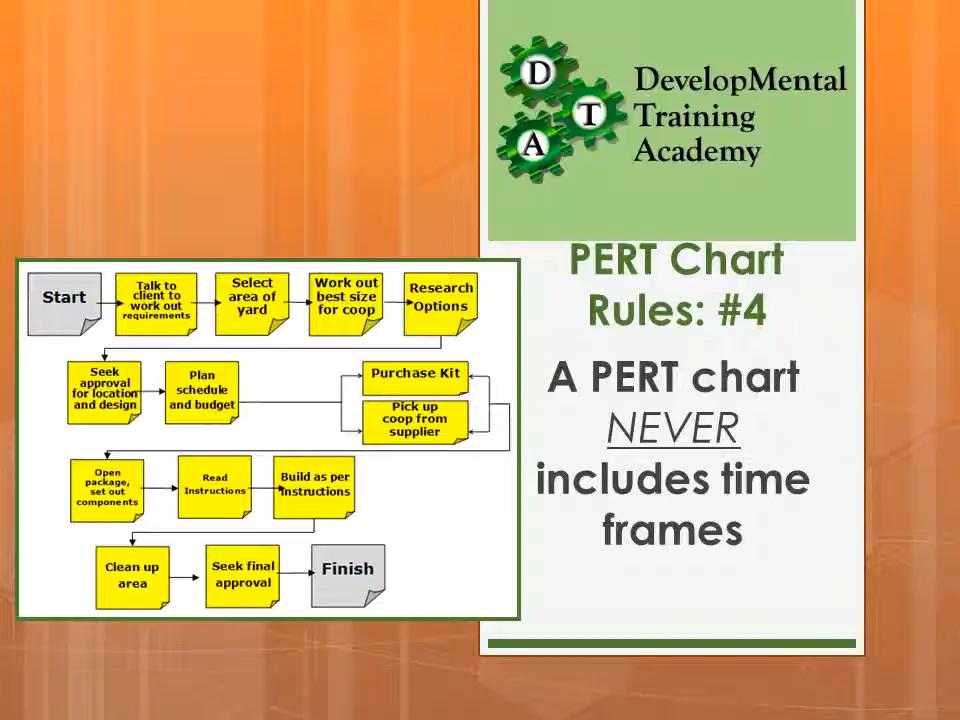 D
T
A
DevelopMental
Training
Academy
PERT Chart
Rules: #4
A PERT chart
NEVER
includes time
frames
Start
Talk to
client to
work out
requirements
Select
area of
yard
Work out
best size
for coop
Research
Options
Seek
approval
for location
and design
Plan
schedule
and budget
Purchase Kit
Pick up
coop from
supplier
Open
package,
set out
components
Read
Instructions
Build as per
instructions
Clean up
area
Seek final
approval
Finish